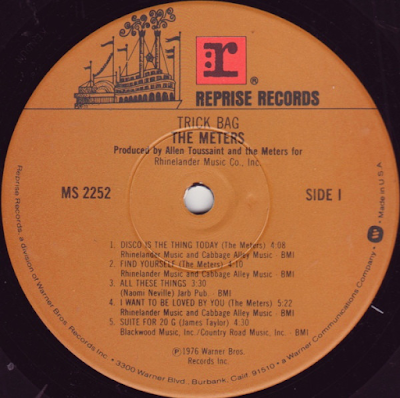 r ®
REPRISE RECORDS
TRICK BAG
THE METERS
Produced by Allen Toussaint and the Meters for
Rhinelander Music Co., Inc.
MS 2252
SIDE I
1. DISCO IS THE THING TODAY (The Meters) 4:08
Rhinelander Music and Cabbage Alley Music - BMI
2. FIND YOURSELF (The Meters) 4:10
Rhinelander Music and Cabbage Alley Music - BMI
3. ALL THESE THINGS 3:30
(Naomi Neville) Jarb Pub. - BMI
4. I WANT TO BE LOVED BY YOU (The Meters) 5:22
Rhinelander Music and Cabbage Alley Music - BMI
5. SUITE FOR 20 G (James Taylor) 4:30
Blackwood Music, Inc./Country Road Music, Inc. - BMI
℗ 1976 Warner Bros.
Records Inc.
Reprise Records, a division of Warner Bros. Records Inc. • 3300 Warner Blvd., Burbank, Calif. 91510 • a Warner Communications Company. W • Made in U.S.A.